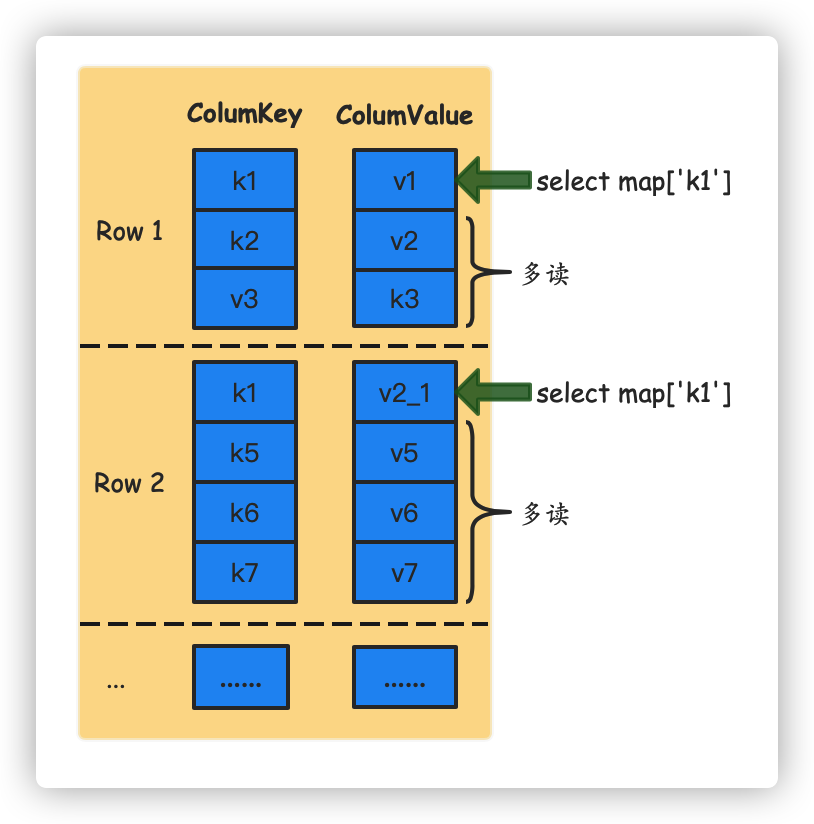 ColumKey ColumValue
k1 v1 select map['k1']
Row 1 k2 v2
多读
v3 k3
k1 v2_1 select map['k1']
k5 v5
Row 2
k6 v6 多读
k7 v7
... ...... ......